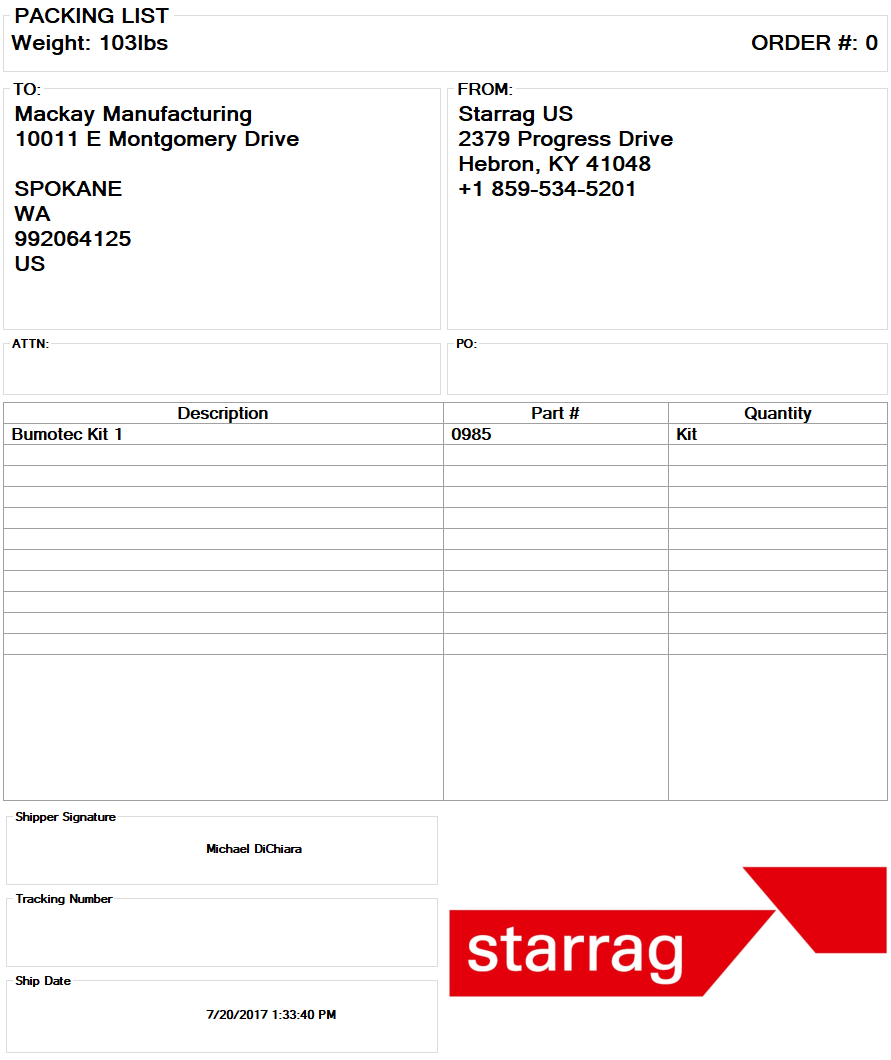 PACKING LIST
Weight: 103lbs
ORDER #: 0
TO:
Mackay Manufacturing
10011 E Montgomery Drive
SPOKANE
WA
992064125
US
FROM:
Starrag US
2379 Progress Drive
Hebron, KY 41048
+1 859-534-5201
ATTN:
PO:
Description Part # Quantity
Bumotec Kit 1 0985 Kit
Shipper Signature
Michael DiChiara
Tracking Number
Ship Date
7/20/2017 1:33:40 PM
starrag